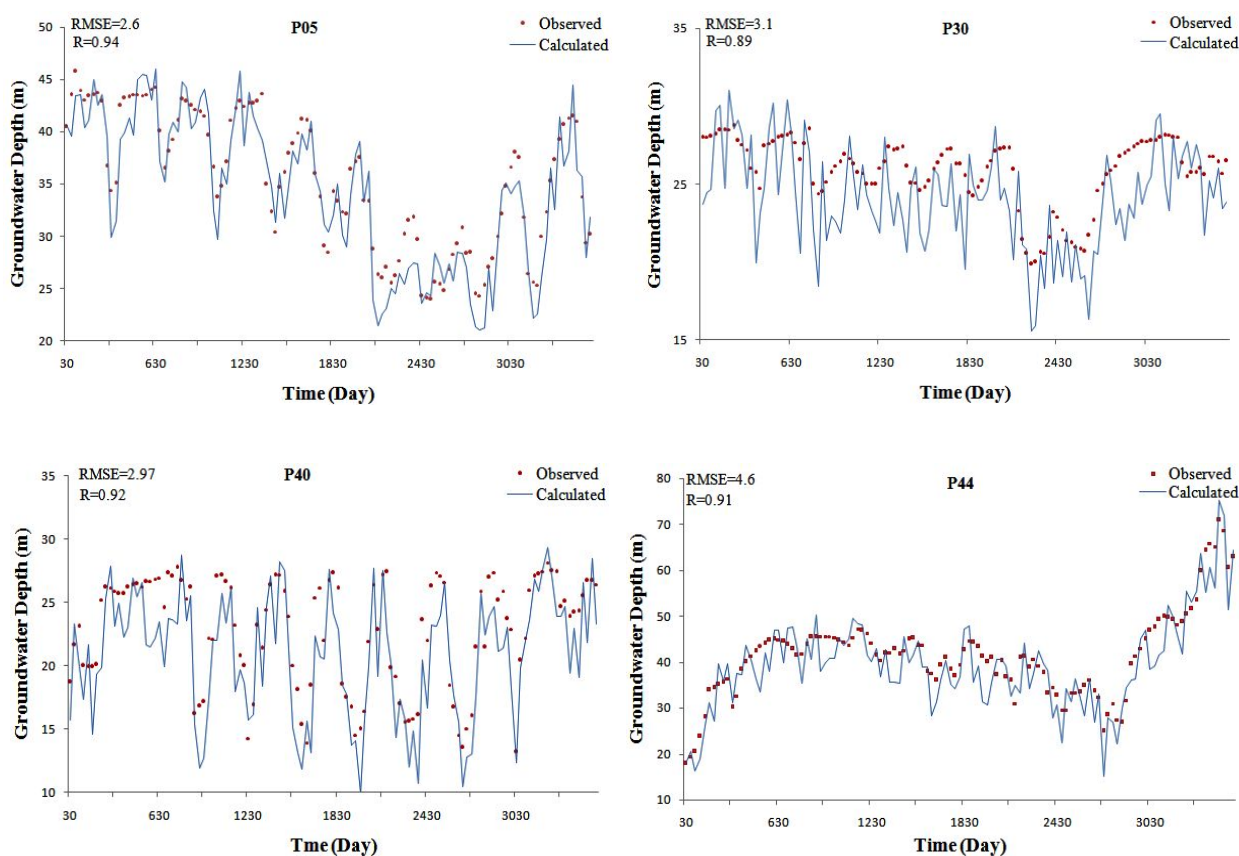 RMSE=2.6
R=0.94
P05
Observed
Calculated
Groundwater Depth (m)
50
45
40
35
30
25
20
30 630 1230 1830 2430 3030
Time (Day)
RMSE=3.1
R=0.89
P30
Observed
Calculated
Groundwater Depth (m)
35
25
15
30 630 1230 1830 2430 3030
Time (Day)
RMSE=2.97
R=0.92
P40
Observed
Calculated
Groundwater Depth (m)
35
30
25
20
15
10
30 630 1230 1830 2430 3030
Tme (Day)
RMSE=4.6
R=0.91
P44
Observed
Calculated
Groundwater Depth (m)
80
70
60
50
40
30
20
10
30 630 1230 1830 2430 3030
Time (Day)